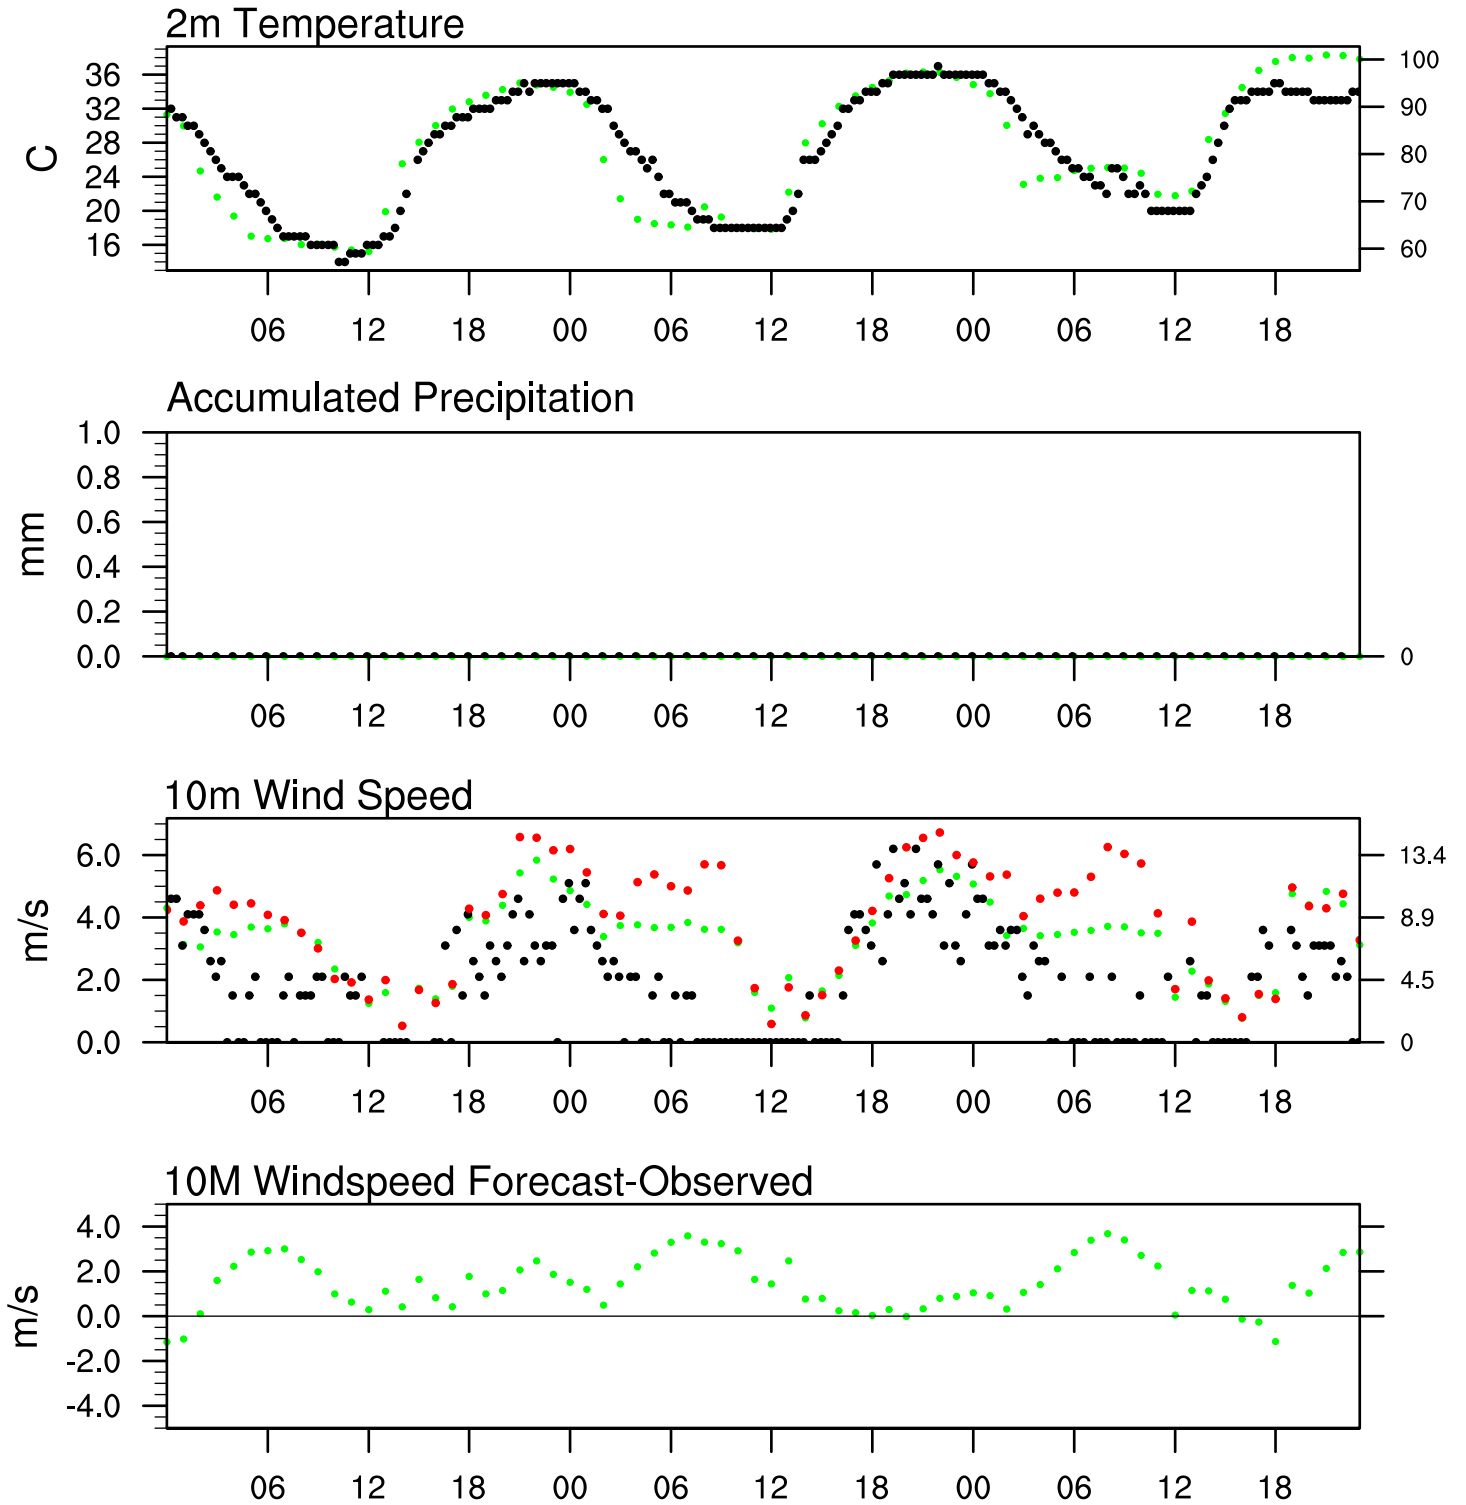 2m Temperature
36 100
32 90
28
C
24 80
20 70
16 60
06 12 18 00 06 12 18 00 06 12 18
Accumulated Precipitation
1.0
0.8
0.6
mm
0.4
0.2
0.0 0
06 12 18 00 06 12 18 00 06 12 18
10m Wind Speed
6.0 13.4
4.0 8.9
m/s
2.0 4.5
0.0 0
06 12 18 00 06 12 18 00 06 12 18
10M Windspeed Forecast-Observed
4.0
2.0
0.0
m/s
-2.0
-4.0
06 12 18 00 06 12 18 00 06 12 18